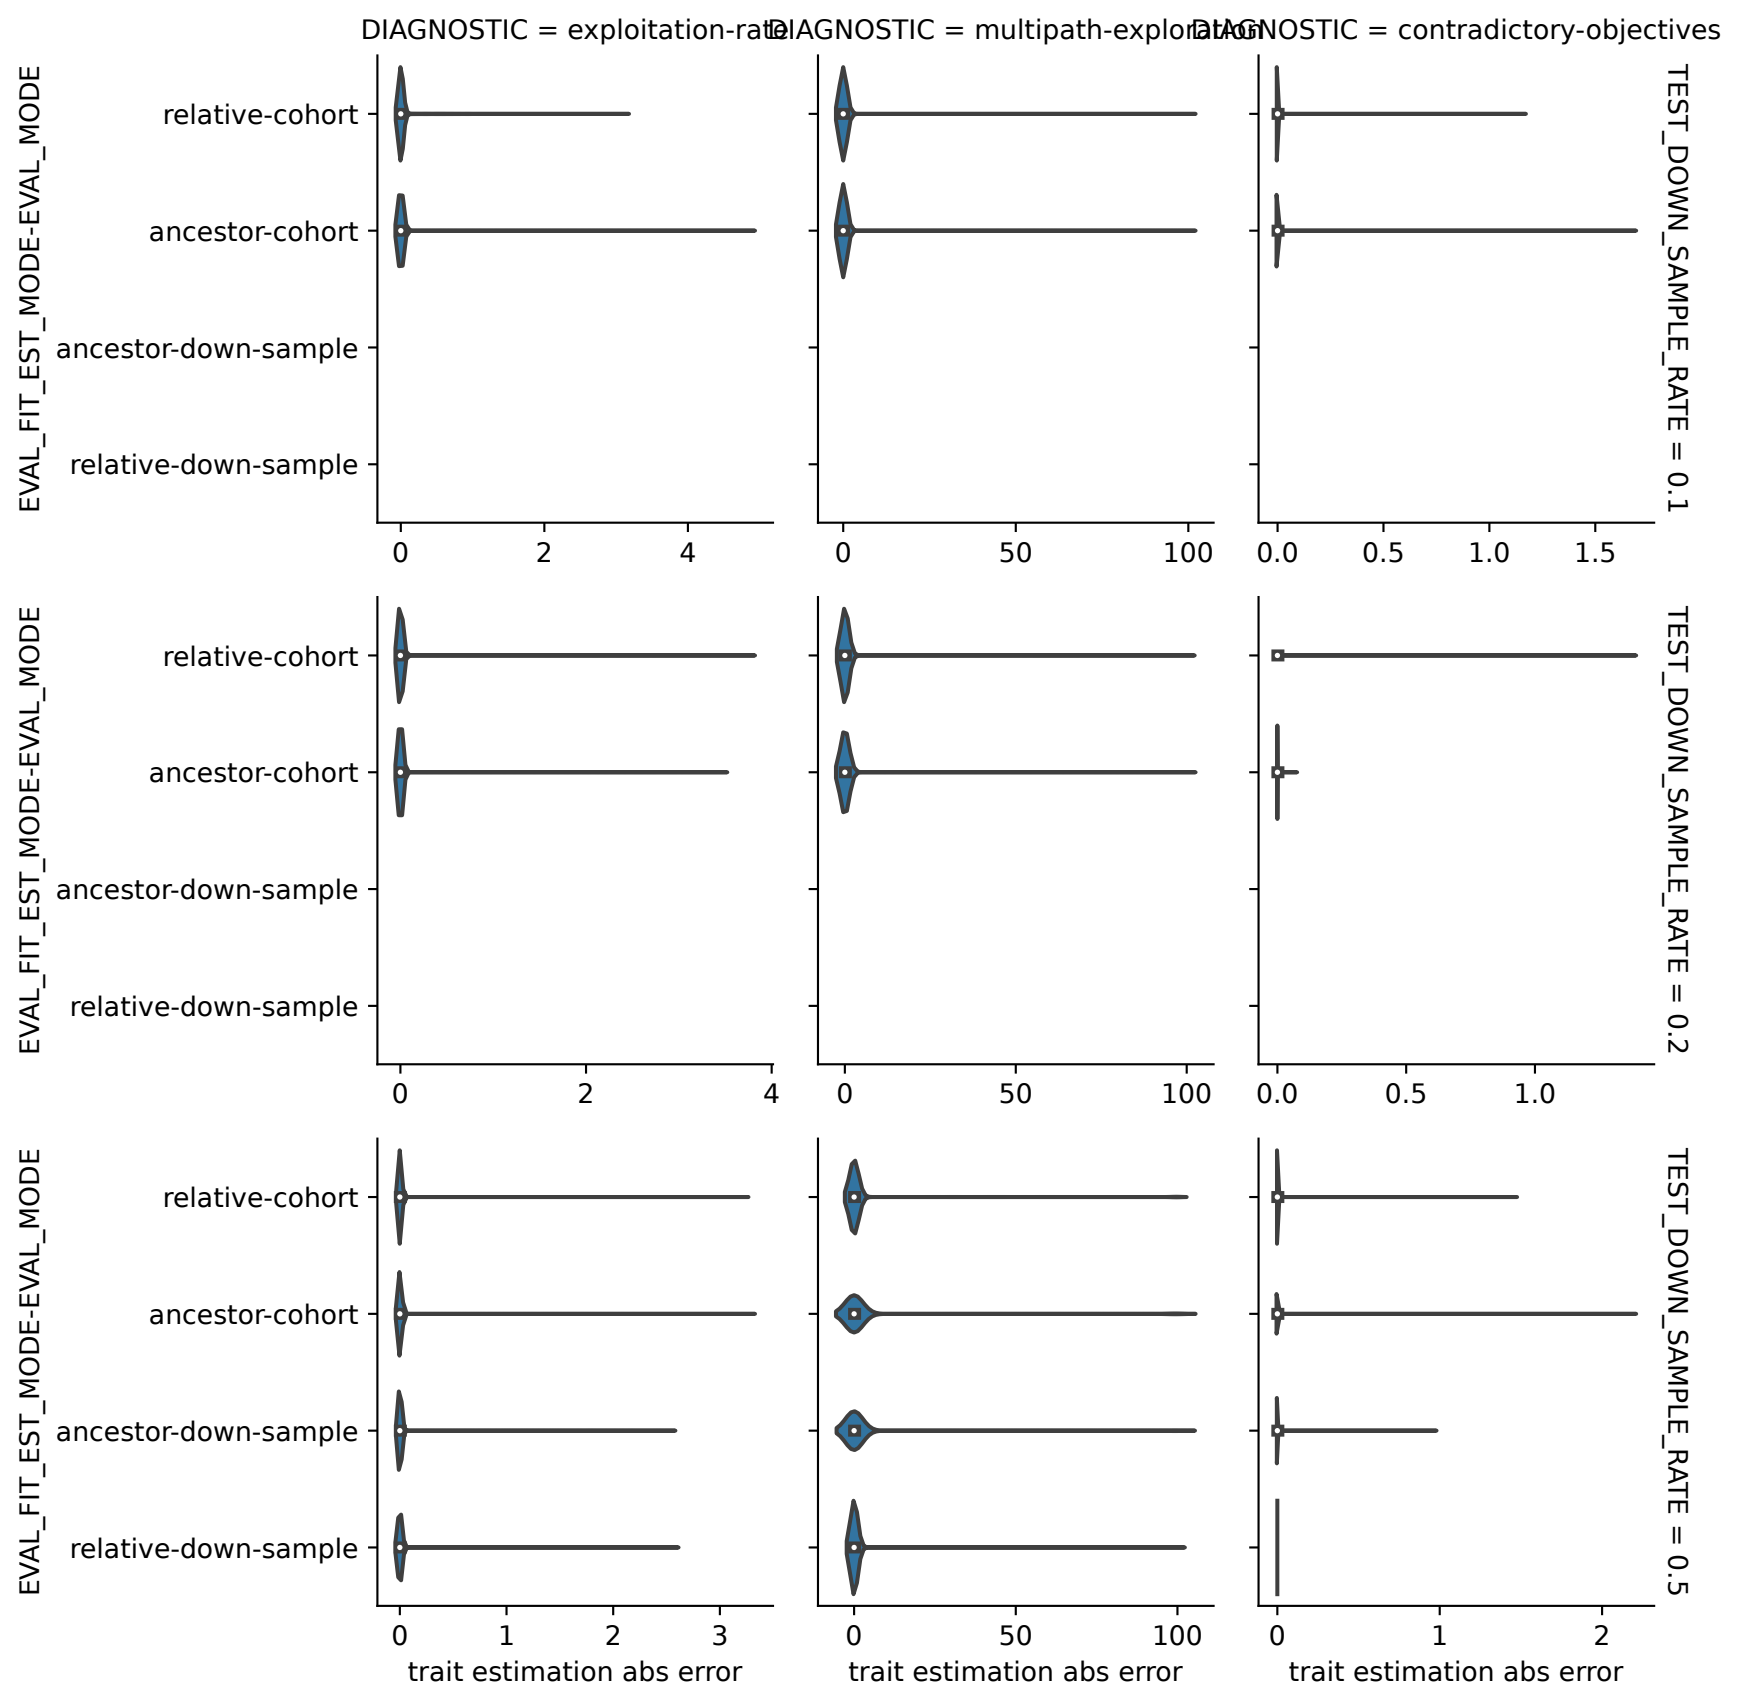 DIAGNOSTIC = exploitation-rate
DIAGNOSTIC = multipath-exploration
DIAGNOSTIC = contradictory-objectives
EVAL_FIT_EST_MODE-EVAL_MODE
relative-cohort
ancestor-cohort
ancestor-down-sample
relative-down-sample
0 2 4
0 50 100
0.0 0.5 1.0 1.5
TEST_DOWN_SAMPLE_RATE = 0.1
EVAL_FIT_EST_MODE-EVAL_MODE
relative-cohort
ancestor-cohort
ancestor-down-sample
relative-down-sample
0 2 4
0 50 100
0.0 0.5 1.0
TEST_DOWN_SAMPLE_RATE = 0.2
EVAL_FIT_EST_MODE-EVAL_MODE
relative-cohort
ancestor-cohort
ancestor-down-sample
relative-down-sample
0 1 2 3
0 50 100
0 1 2
TEST_DOWN_SAMPLE_RATE = 0.5
trait estimation abs error
trait estimation abs error
trait estimation abs error